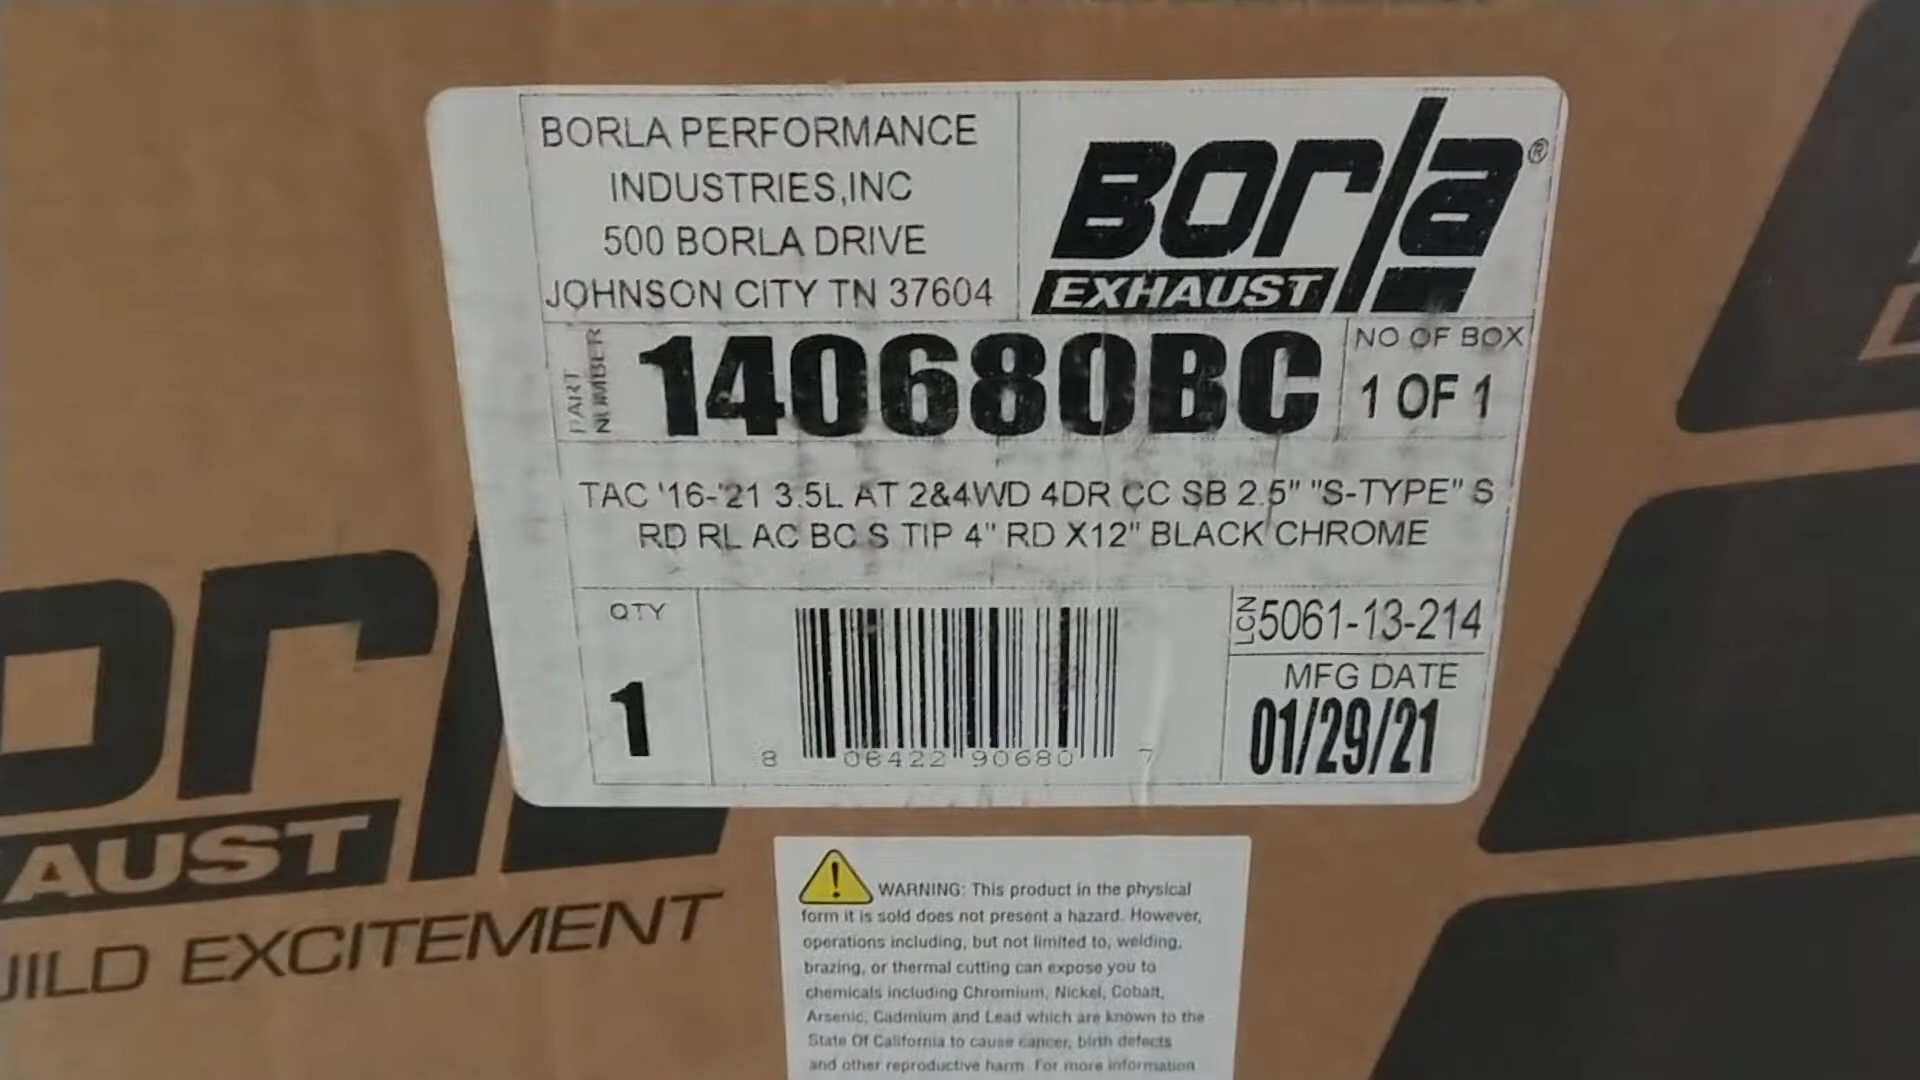 BORLA PERFORMANCE
INDUSTRIES,INC
500 BORLA DRIVE
JOHNSON CITY TN 37604
Borla®
EXHAUST
PART
NUMBER
140680BC
NO OF BOX
1 OF 1
TAC '16-'21 3.5L AT 2&4WD 4DR CC SB 2.5" "S-TYPE" S
RD RL AC BC S TIP 4" RD X12" BLACK CHROME
QTY
1
8 08422 90680 7
LCN
5061-13-214
MFG DATE
01/29/21
orl
AUST
UILD EXCITEMENT
WARNING: This product in the physical
form it is sold does not present a hazard. However,
operations including, but not limited to, welding,
brazing, or thermal cutting can expose you to
chemicals including Chromium, Nickel, Cobalt,
Arsenic, Cadmium and Lead which are known to the
State Of California to cause cancer, birth defects
and other reproductive harm. For more information